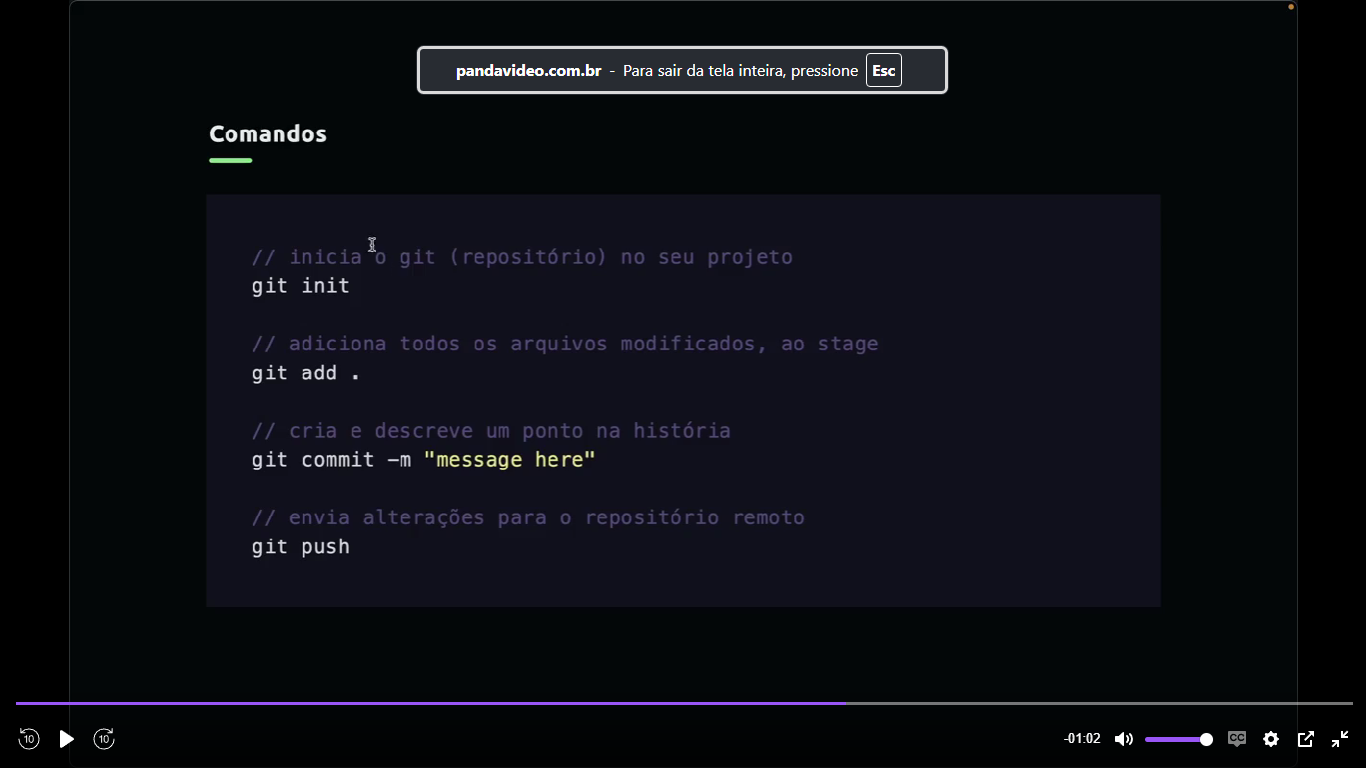 pandavideo.com.br - Para sair da tela inteira, pressione Esc
Comandos
// inicia o git (repositório) no seu projeto
git init
// adiciona todos os arquivos modificados, ao stage
git add .
// cria e descreve um ponto na história
git commit -m "message here"
// envia alterações para o repositório remoto
git push
10
10
-01:02
CC